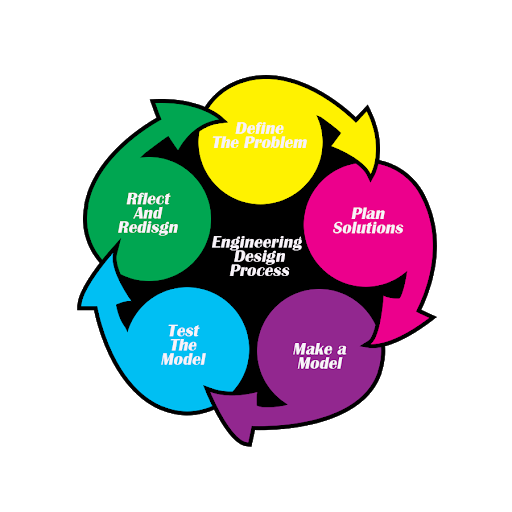 Define
The Problem
Plan
Solutions
Make a
Model
Test
The
Model
Rflect
And
Redisgn
Engineering
Design
Process